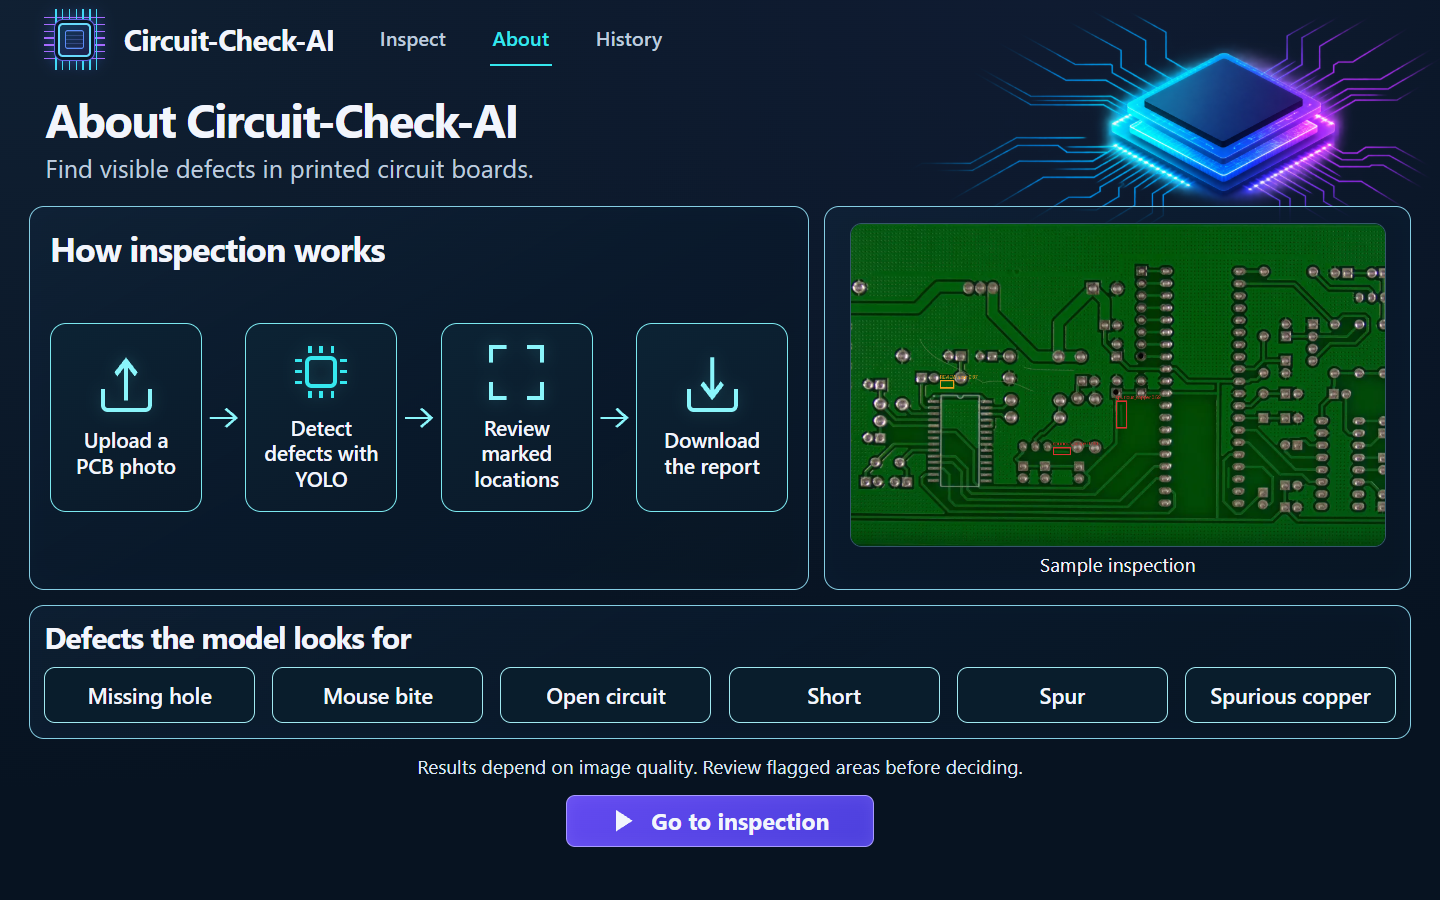 Circuit-Check-AI
Inspect
About
History
About Circuit-Check-AI
Find visible defects in printed circuit boards.
How inspection works
Upload a
PCB photo
Detect
defects with
YOLO
Review
marked
locations
Download
the report
Sample inspection
Defects the model looks for
Missing hole
Mouse bite
Open circuit
Short
Spur
Spurious copper
Results depend on image quality. Review flagged areas before deciding.
Go to inspection